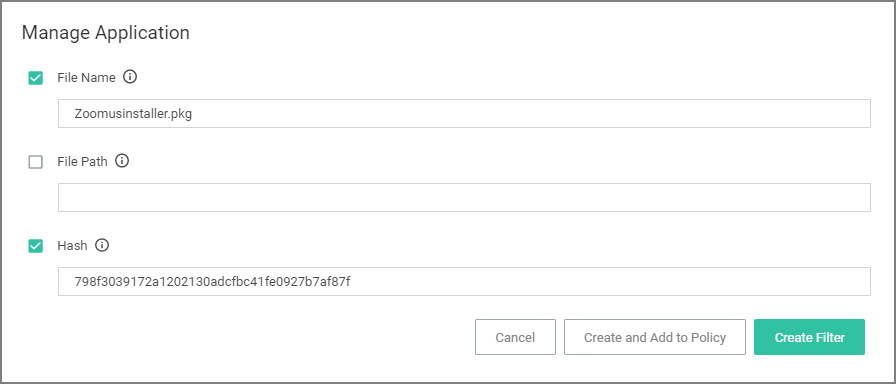 Manage Application
File Name
Zoomusinstaller.pkg
File Path
Hash
798f3039172a1202130adcfbc41fe0927b7af87f
Cancel
Create and Add to Policy
Create Filter